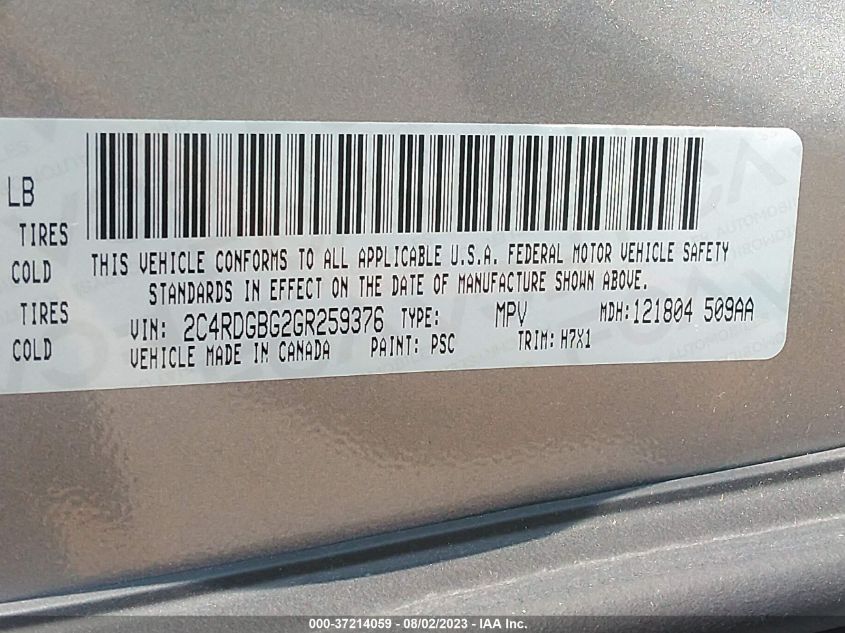 LB
TIRES
COLD
TIRES
COLD
THIS VEHICLE CONFORMS TO ALL APPLICABLE U.S.A. FEDERAL MOTOR VEHICLE SAFETY
STANDARDS IN EFFECT ON THE DATE OF MANUFACTURE SHOWN ABOVE.
VIN: 2C4RDGBG2GR259376 TYPE: MPV MDH:121804 509AA
VEHICLE MADE IN CANADA PAINT: PSC TRIM: H7X1
000-37214059 - 08/02/2023 - IAA Inc.